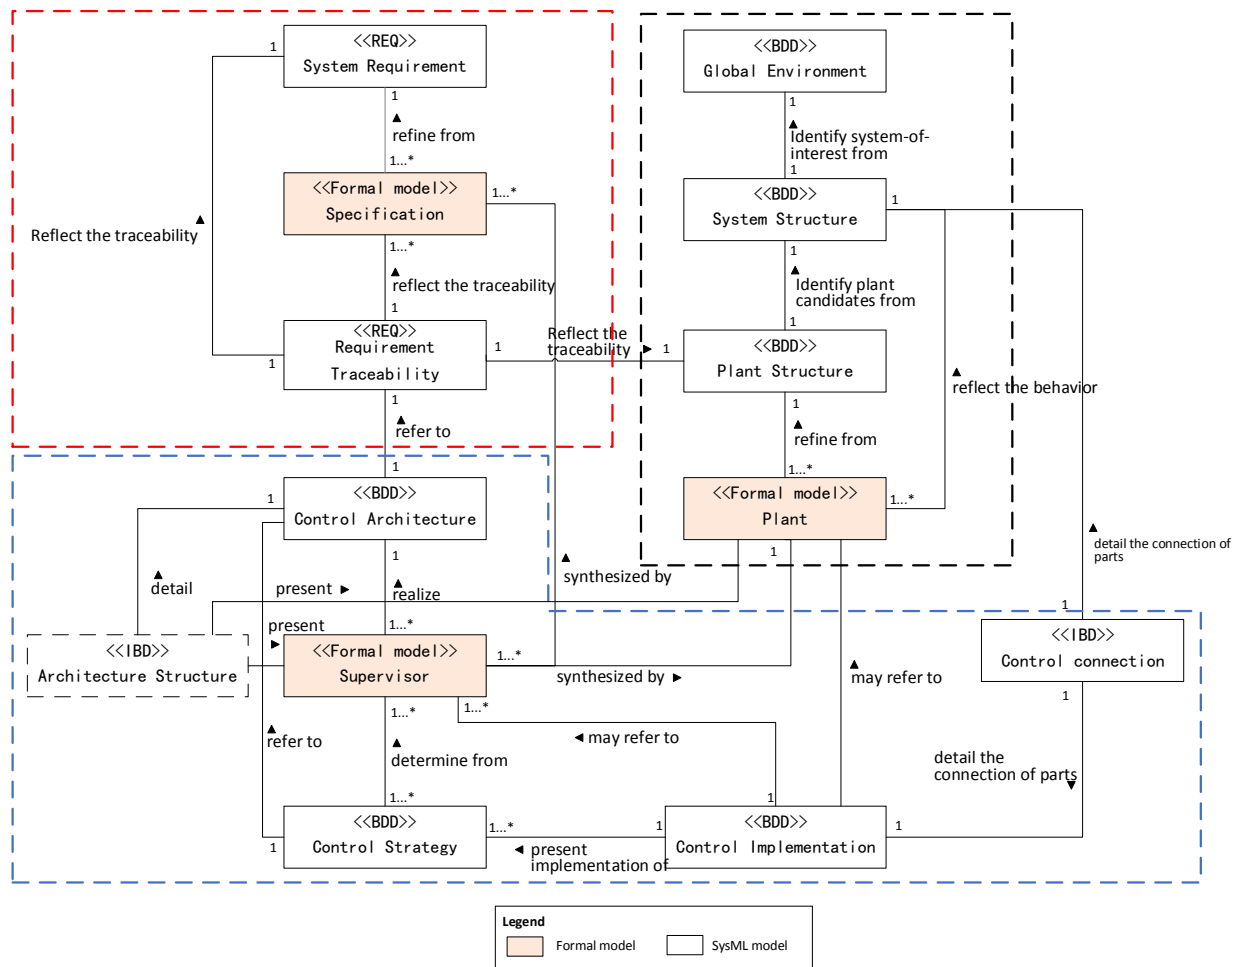 <<REQ>>
System Requirement
1
1
refine from
1...*
<<Formal model>>
Specification
1...*
1...*
Reflect the traceability
reflect the traceability
1
<<REQ>>
Requirement
Traceability
1
1
1
refer to
1
Reflect the
traceability
1
<<BDD>>
Global Environment
1
Identify system-of-
interest from
1
<<BDD>>
System Structure
1
1
Identify plant
candidates from
1
<<BDD>>
Plant Structure
1
refine from
1...*
reflect the behavior
<<Formal model>>
Plant
1...*
1
detail the connection of
parts
1
<<BDD>>
Control Architecture
1
1
detail
present
realize
synthesized by
1...*
present
<<IBD>>
Architecture Structure
<<Formal model>>
Supervisor
1...*
synthesized by
may refer to
<<IBD>>
Control connection
1
1...*
1...*
refer to
determine from
may refer to
detail the
connection of parts
1...*
1
<<BDD>>
Control Strategy
1
1...*
present
implementation of
1
<<BDD>>
Control Implementation
1
Legend
Formal model
SysML model